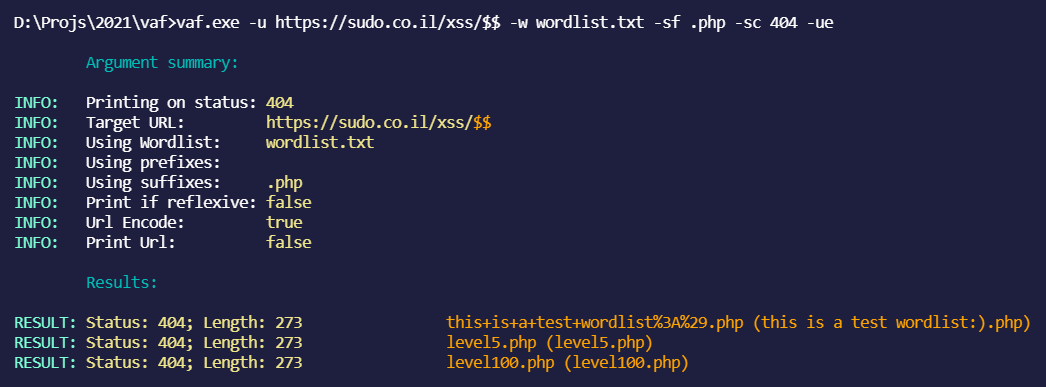 D:\Projs\2021\vaf>vaf.exe -u https://sudo.co.il/xss/$$ -w wordlist.txt -sf .php -sc 404 -ue
Argument summary:
INFO: Printing on status: 404
INFO: Target URL: https://sudo.co.il/xss/$$
INFO: Using Wordlist: wordlist.txt
INFO: Using prefixes:
INFO: Using suffixes: .php
INFO: Print if reflexive: false
INFO: Url Encode: true
INFO: Print Url: false
Results:
RESULT: Status: 404; Length: 273 this+is+a+test+wordlist%3A%29.php (this is a test wordlist:).php)
RESULT: Status: 404; Length: 273 level5.php (level5.php)
RESULT: Status: 404; Length: 273 level100.php (level100.php)